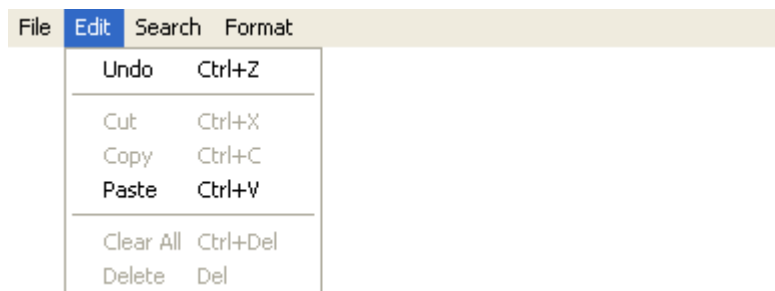 File Edit Search Format
Undo Ctrl+Z
Cut Ctrl+X
Copy Ctrl+C
Paste Ctrl+V
Clear All Ctrl+Del
Delete Del